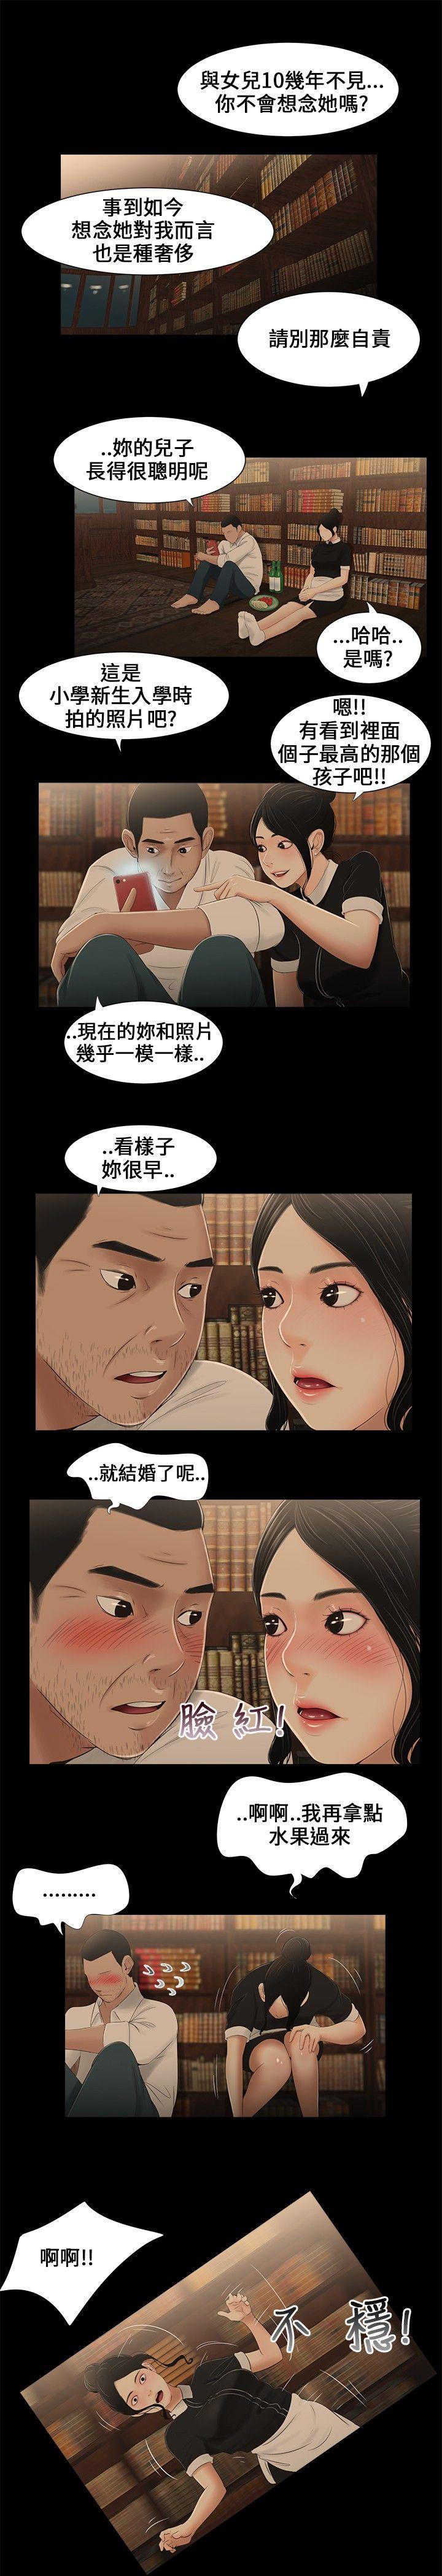 與女兒10幾年不見...
你不會想念她嗎?
事到如今
想念她對我而言
也是種奢侈
請別那麼自責
..妳的兒子
長得很聰明呢
...哈哈..
是嗎?
這是
小學新生入學時
拍的照片吧?
嗯!!
有看到裡面
個子最高的那個
孩子吧!!
..現在的妳和照片
幾乎一模一樣..
..看樣子
妳很早..
..就結婚了呢..
臉紅!
..啊啊..我再拿點
水果過來
.........
啊啊!!
不穩!